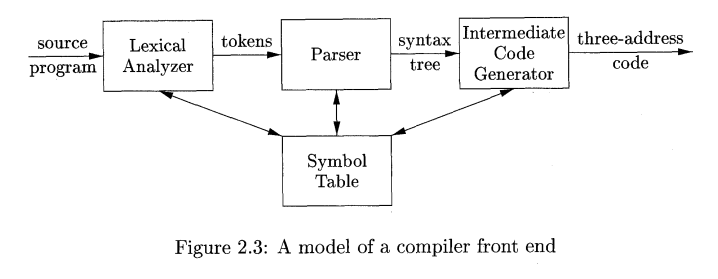 source
program
Lexical
Analyzer
tokens
Parser
syntax
tree
Intermediate
Code
Generator
three-address
code
Symbol
Table
Figure 2.3: A model of a compiler front end